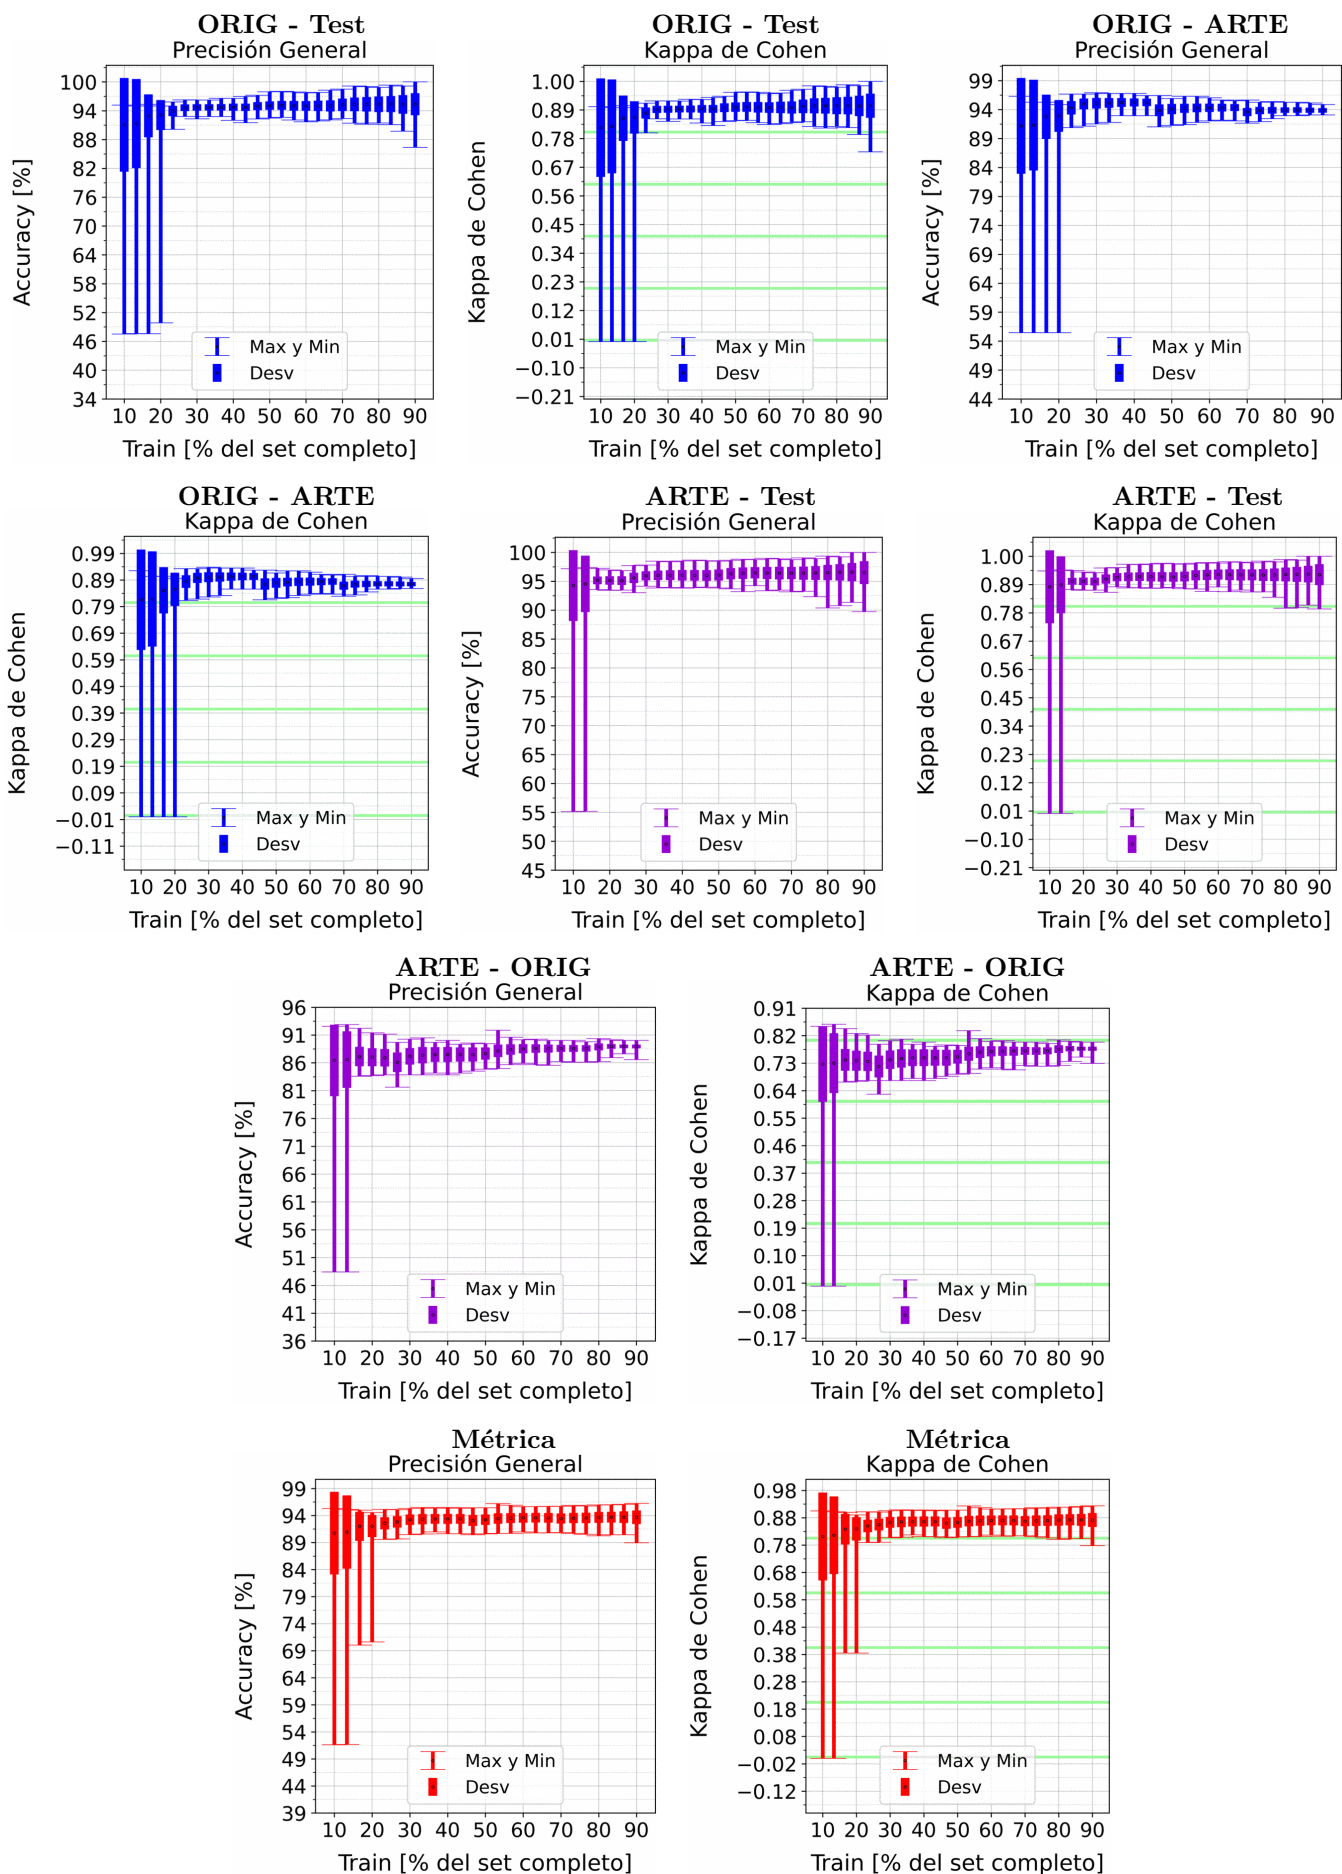 ORIG - Test
Precisión General
Accuracy [%]
100
94
88
82
76
70
64
58
52
46
40
34
Max y Min
Desv
10 20 30 40 50 60 70 80 90
Train [% del set completo]
ORIG - Test
Kappa de Cohen
Kappa de Cohen
1.00
0.89
0.78
0.67
0.56
0.45
0.34
0.23
0.12
0.01
−0.10
−0.21
Max y Min
Desv
10 20 30 40 50 60 70 80 90
Train [% del set completo]
ORIG - ARTE
Precisión General
Accuracy [%]
99
94
89
84
79
74
69
64
59
54
49
44
Max y Min
Desv
10 20 30 40 50 60 70 80 90
Train [% del set completo]
ORIG - ARTE
Kappa de Cohen
Kappa de Cohen
0.99
0.89
0.79
0.69
0.59
0.49
0.39
0.29
0.19
0.09
−0.01
−0.11
Max y Min
Desv
10 20 30 40 50 60 70 80 90
Train [% del set completo]
ARTE - Test
Precisión General
Accuracy [%]
100
95
90
85
80
75
70
65
60
55
50
45
Max y Min
Desv
10 20 30 40 50 60 70 80 90
Train [% del set completo]
ARTE - Test
Kappa de Cohen
Kappa de Cohen
1.00
0.89
0.78
0.67
0.56
0.45
0.34
0.23
0.12
0.01
−0.10
−0.21
Max y Min
Desv
10 20 30 40 50 60 70 80 90
Train [% del set completo]
ARTE - ORIG
Precisión General
Accuracy [%]
96
91
86
81
76
71
66
61
56
51
46
41
36
Max y Min
Desv
10 20 30 40 50 60 70 80 90
Train [% del set completo]
ARTE - ORIG
Kappa de Cohen
Kappa de Cohen
0.91
0.82
0.73
0.64
0.55
0.46
0.37
0.28
0.19
0.10
0.01
−0.08
−0.17
Max y Min
Desv
10 20 30 40 50 60 70 80 90
Train [% del set completo]
Métrica
Precisión General
Accuracy [%]
99
94
89
84
79
74
69
64
59
54
49
44
39
Max y Min
Desv
10 20 30 40 50 60 70 80 90
Train [% del set completo]
Métrica
Kappa de Cohen
Kappa de Cohen
0.98
0.88
0.78
0.68
0.58
0.48
0.38
0.28
0.18
0.08
−0.02
−0.12
Max y Min
Desv
10 20 30 40 50 60 70 80 90
Train [% del set completo]